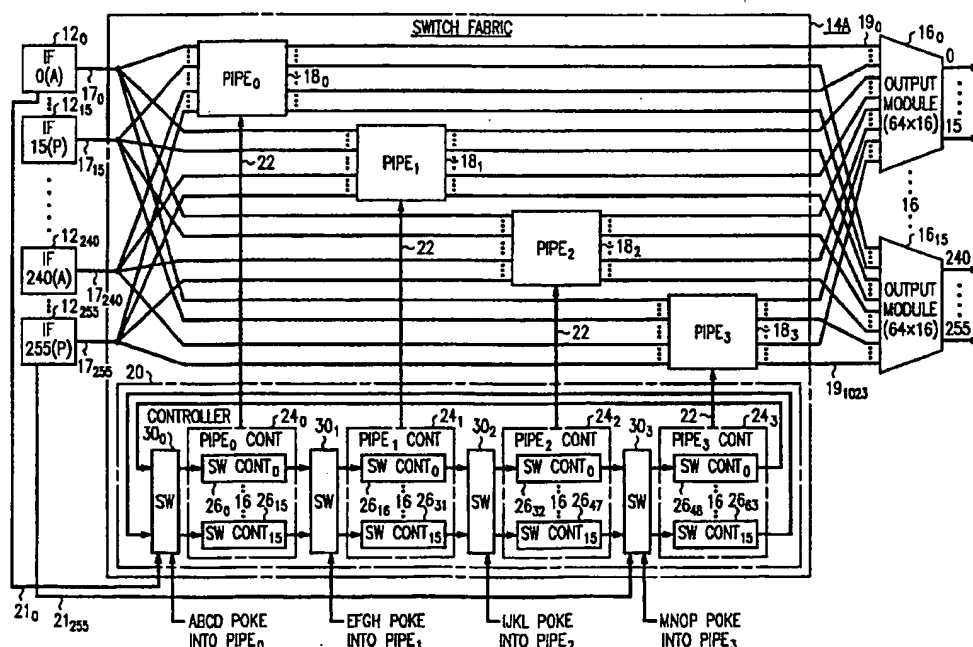 SWITCH FABRIC
14A
12₀
IF
0(A)
17₀
12₁₅
IF
15(P)
17₁₅
12₂₄₀
IF
240(A)
17₂₄₀
12₂₅₅
IF
255(P)
17₂₅₅
PIPE₀
18₀
22
PIPE₁
18₁
22
PIPE₂
18₂
22
PIPE₃
18₃
22
19₀
16₀
OUTPUT
MODULE
(64×16)
0
15
16
16₁₅
OUTPUT
MODULE
(64×16)
240
255
19₁₀₂₃
20
CONTROLLER
30₀
SW
24₀
PIPE₀ CONT
SW CONT₀
26₀
16
26₁₅
SW CONT₁₅
30₁
SW
24₁
PIPE₁ CONT
SW CONT₀
26₁₆
16
26₃₁
SW CONT₁₅
30₂
SW
24₂
PIPE₂ CONT
SW CONT₀
26₃₂
16
26₄₇
SW CONT₁₅
30₃
SW
24₃
PIPE₃ CONT
SW CONT₀
26₄₈
16
26₆₃
SW CONT₁₅
21₀
21₂₅₅
ABCD POKE
INTO PIPE₀
EFGH POKE
INTO PIPE₁
IJKL POKE
INTO PIPE₂
MNOP POKE
INTO PIPE₃